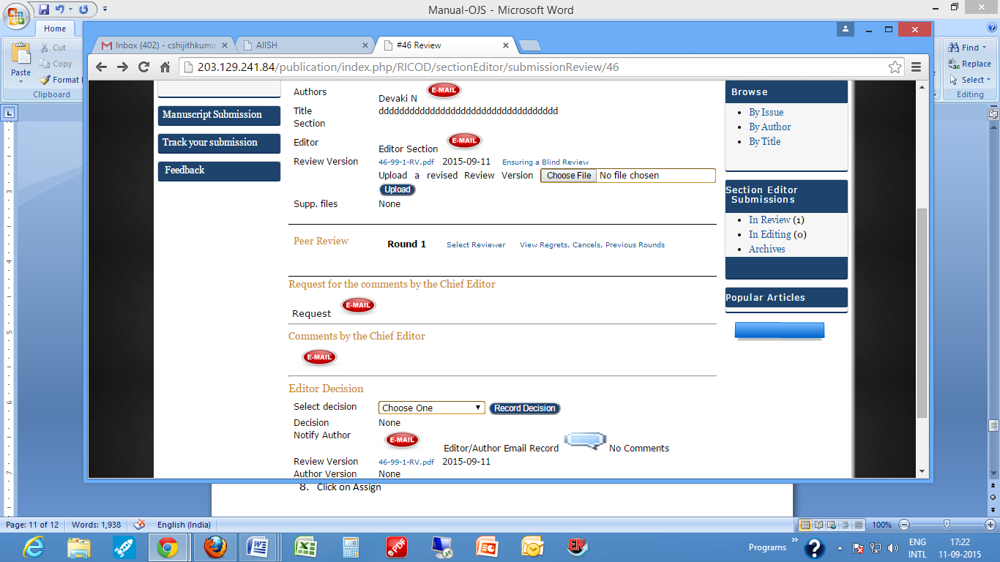 Manual-OJS - Microsoft Word
Home
Cut
Copy
Format
Paste
Clipboard
Find
Replace
Select
Editing
Inbox (402) - cshijithkuma
AIISH
#46 Review
203.129.241.84/publication/index.php/RICOD/sectionEditor/submissionReview/46
Manuscript Submission
Track your submission
Feedback
Authors
Devaki N
E-MAIL
Title
ddddddddddddddddddddddddddddddddddd
Section
Editor
Editor Section
E-MAIL
Review Version 46-99-1-RV.pdf 2015-09-11 Ensuring a Blind Review
Upload a revised Review Version Choose File No file chosen
Upload
Supp. files None
Peer Review Round 1 Select Reviewer View Regrets, Cancels, Previous Rounds
Request for the comments by the Chief Editor
Request E-MAIL
Comments by the Chief Editor
E-MAIL
Editor Decision
Select decision Choose One Record Decision
Decision None
Notify Author E-MAIL Editor/Author Email Record No Comments
Review Version 46-99-1-RV.pdf 2015-09-11
Author Version None
Browse
By Issue
By Author
By Title
Section Editor
Submissions
In Review (1)
In Editing (0)
Archives
Popular Articles
8. Click on Assign
Page: 11 of 12 Words: 1,938 English (India) 100%
Programs
ENG
INTL
17:22
11-09-2015